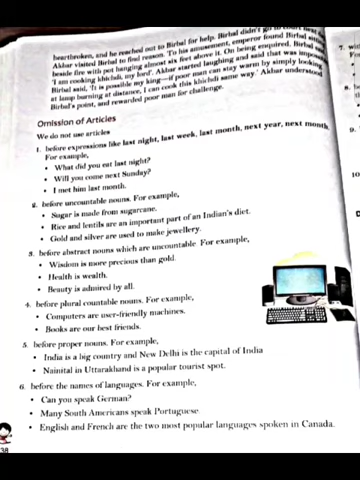 heartbroken, and he reached out to Birbal for help. Birbal didn't go to court next
Akbar visited Birbal to find reason. To his amusement, emperor found Birbal sitting
beside fire with pot hanging almost six feet above it. On being enquired, Birbal said
'I am cooking khichdi, my lord'. Akbar started laughing and said that was impossible
Birbal said, 'It is possible my king—if poor man can stay warm by simply looking
at lamp burning at distance, I can cook this khichdi same way.' Akbar understood
Birbal's point, and rewarded poor man for challenge.
Omission of Articles
We do not use articles
1. before expressions like last night, last week, last month, next year, next month.
For example,
• What did you eat last night?
• Will you come next Sunday?
• I met him last month.
2. before uncountable nouns. For example,
• Sugar is made from sugarcane.
• Rice and lentils are an important part of an Indian's diet.
• Gold and silver are used to make jewellery.
3. before abstract nouns which are uncountable. For example,
• Wisdom is more precious than gold.
• Health is wealth.
• Beauty is admired by all.
4. before plural countable nouns. For example,
• Computers are user-friendly machines.
• Books are our best friends.
5. before proper nouns. For example,
• India is a big country and New Delhi is the capital of India
• Nainital in Uttarakhand is a popular tourist spot.
6. before the names of languages. For example,
• Can you speak German?
• Many South Americans speak Portuguese.
• English and French are the two most popular languages spoken in Canada.
38
7.
8.
9.
10.